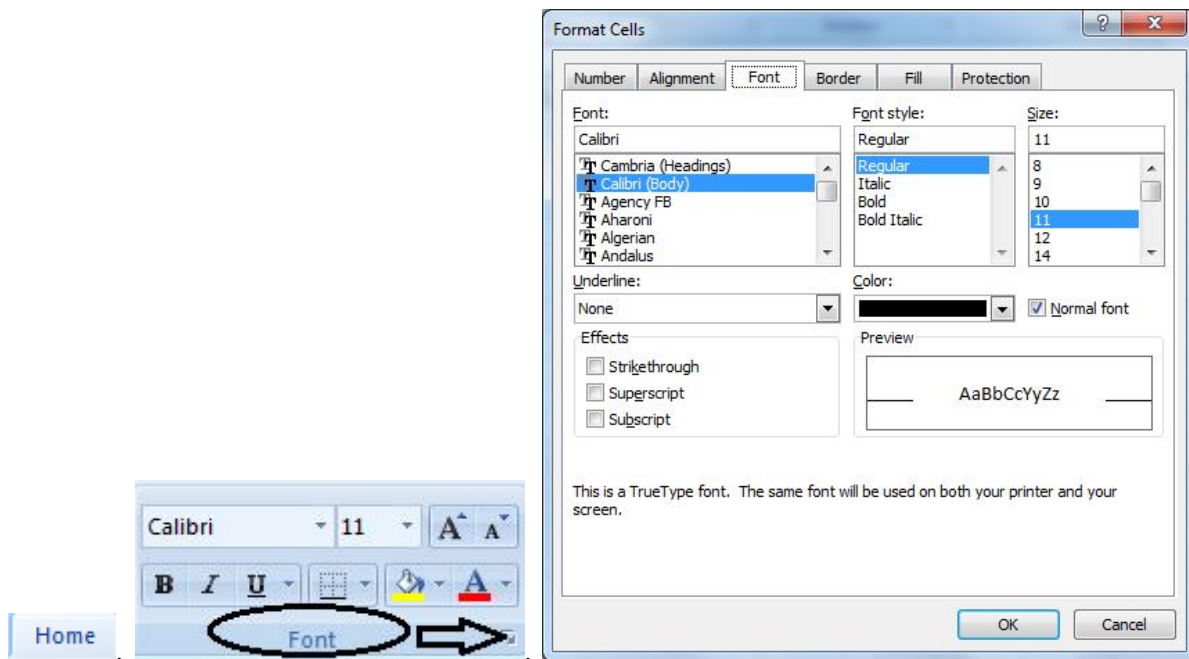 Home
.
Calibri 11 A A
B I U A
Font
.
Format Cells
Number Alignment Font Border Fill Protection
Font: Font style: Size:
Calibri Regular 11
Cambria (Headings) Regular 8
Calibri (Body) Italic 9
Agency FB Bold 10
Aharoni Bold Italic 11
Algerian 12
Andalus 14
Underline: Color:
None Normal font
Effects Preview
Strikethrough
Superscript AaBbCcYyZz
Subscript
This is a TrueType font. The same font will be used on both your printer and your
screen.
OK Cancel